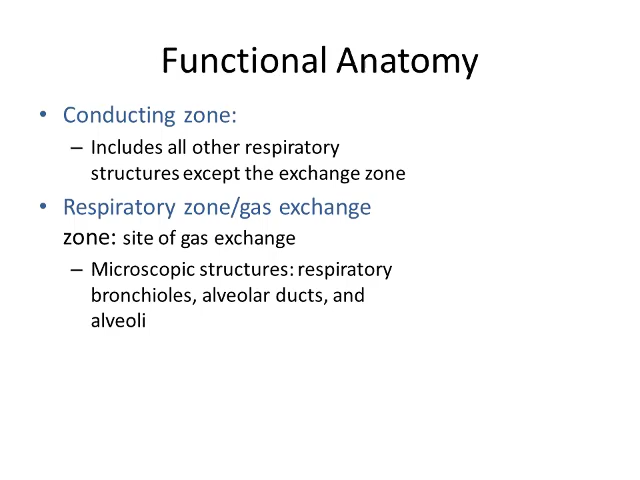 Functional Anatomy
• Conducting zone:
– Includes all other respiratory
structures except the exchange zone
• Respiratory zone/gas exchange
zone: site of gas exchange
– Microscopic structures: respiratory
bronchioles, alveolar ducts, and
alveoli